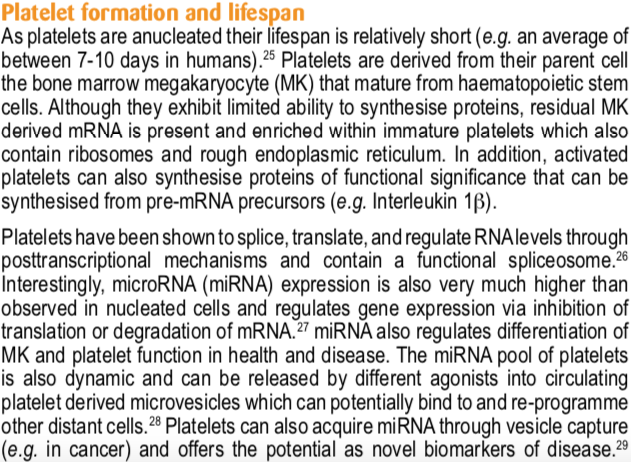 Platelet formation and lifespan
As platelets are anucleated their lifespan is relatively short (e.g. an average of
between 7-10 days in humans).25 Platelets are derived from their parent cell
the bone marrow megakaryocyte (MK) that mature from haematopoietic stem
cells. Although they exhibit limited ability to synthesise proteins, residual MK
derived mRNA is present and enriched within immature platelets which also
contain ribosomes and rough endoplasmic reticulum. In addition, activated
platelets can also synthesise proteins of functional significance that can be
synthesised from pre-mRNA precursors (e.g. Interleukin 1β).
Platelets have been shown to splice, translate, and regulate RNA levels through
posttranscriptional mechanisms and contain a functional spliceosome.26
Interestingly, microRNA (miRNA) expression is also very much higher than
observed in nucleated cells and regulates gene expression via inhibition of
translation or degradation of mRNA.27 miRNA also regulates differentiation of
MK and platelet function in health and disease. The miRNA pool of platelets
is also dynamic and can be released by different agonists into circulating
platelet derived microvesicles which can potentially bind to and re-programme
other distant cells.28 Platelets can also acquire miRNA through vesicle capture
(e.g. in cancer) and offers the potential as novel biomarkers of disease.29